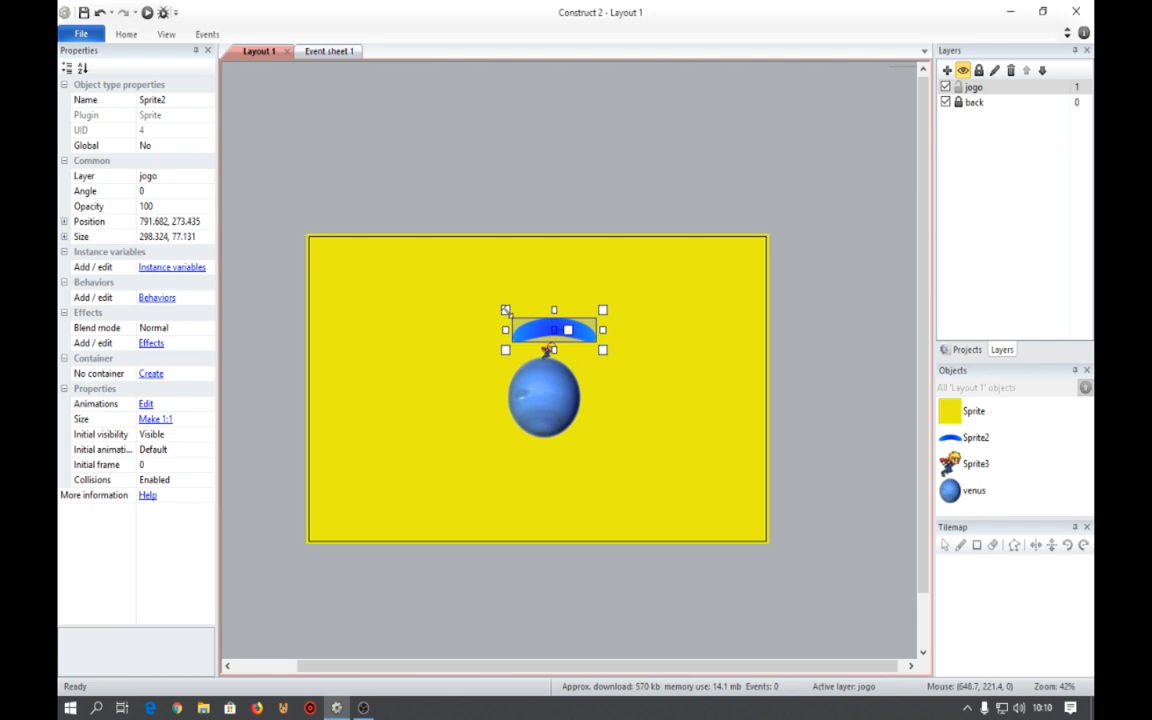 Construct 2 - Layout 1
File
Home
View
Events
Properties
Object type properties
Name Sprite2
Plugin Sprite
UID 4
Global No
Common
Layer jogo
Angle 0
Opacity 100
Position 791.682, 273.435
Size 298.324, 77.131
Instance variables
Add / edit Instance variables
Behaviors
Add / edit Behaviors
Effects
Blend mode Normal
Add / edit Effects
Container
No container Create
Properties
Animations Edit
Size Make 1:1
Initial visibility Visible
Initial animati... Default
Initial frame 0
Collisions Enabled
More information Help
Layout 1
Event sheet 1
Layers
jogo 1
back 0
Projects
Layers
Objects
All 'Layout 1' objects
Sprite
Sprite2
Sprite3
venus
Tilemap
Ready
Approx. download: 570 kb memory use: 14.1 mb Events: 0
Active layer: jogo
Mouse: (648.7, 221.4, 0)
Zoom: 42%
10:10